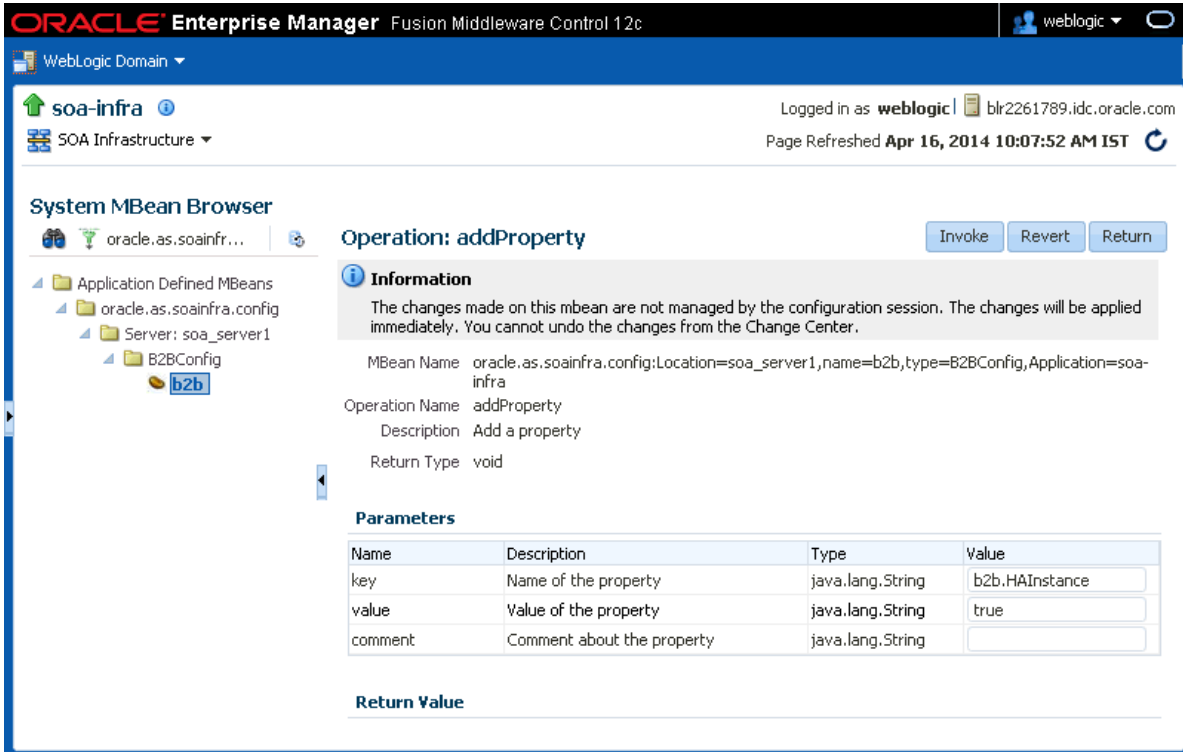 ORACLE Enterprise Manager Fusion Middleware Control 12c weblogic
WebLogic Domain
soa-infra
Logged in as weblogic blr2261789.idc.oracle.com
SOA Infrastructure
Page Refreshed Apr 16, 2014 10:07:52 AM IST
System MBean Browser
oracle.as.soainfr...
Application Defined MBeans
oracle.as.soainfra.config
Server: soa_server1
B2BConfig
b2b
Operation: addProperty
Invoke Revert Return
Information
The changes made on this mbean are not managed by the configuration session. The changes will be applied
immediately. You cannot undo the changes from the Change Center.
MBean Name oracle.as.soainfra.config:Location=soa_server1,name=b2b,type=B2BConfig,Application=soa-
infra
Operation Name addProperty
Description Add a property
Return Type void
Parameters
Name Description Type Value
key Name of the property java.lang.String b2b.HAInstance
value Value of the property java.lang.String true
comment Comment about the property java.lang.String
Return Value